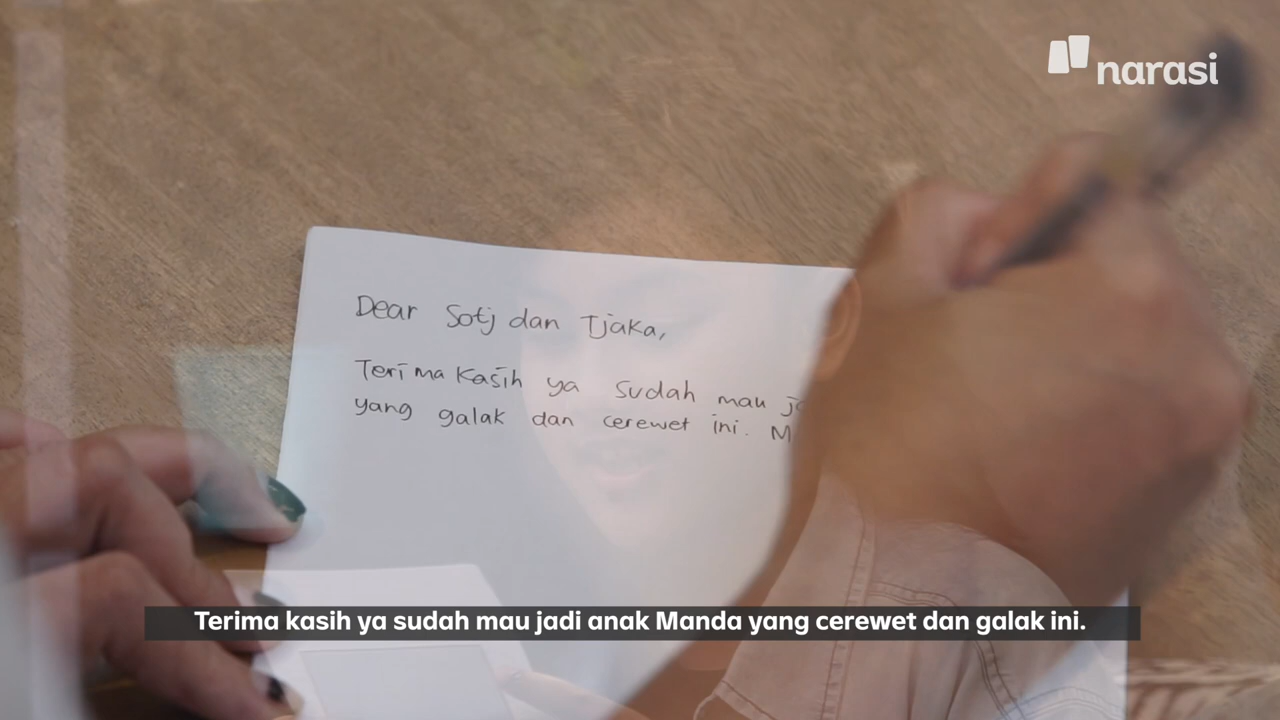 narasi
Dear Sotj dan Tjaka,
Terima kasih ya sudah mau
yang galak dan cerewet ini.
Terima kasih ya sudah mau jadi anak Manda yang cerewet dan galak ini.